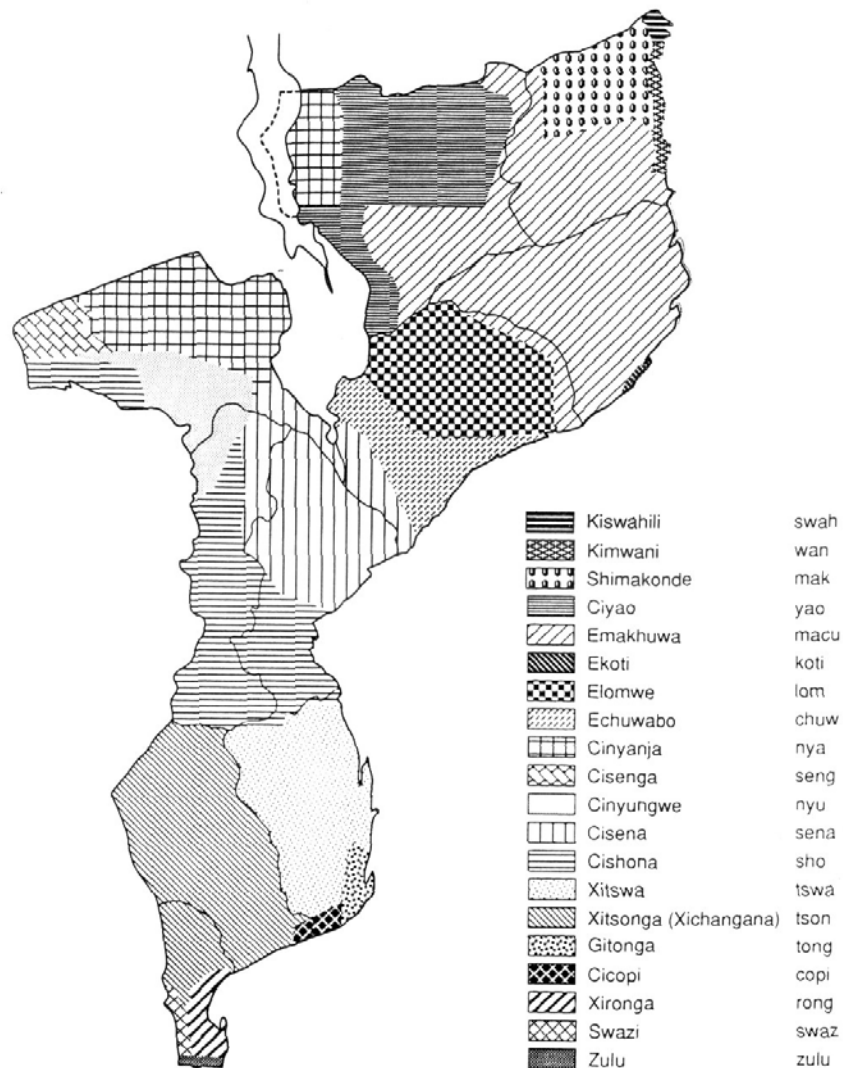 Kiswahili swah
Kimwani wan
Shimakonde mak
Ciyao yao
Emakhuwa macu
Ekoti koti
Elomwe lom
Echuwabo chuw
Cinyanja nya
Cisenga seng
Cinyungwe nyu
Cisena sena
Cishona sho
Xitswa tswa
Xitsonga (Xichangana) tson
Gitonga tong
Cicopi copi
Xironga rong
Swazi swaz
Zulu zulu